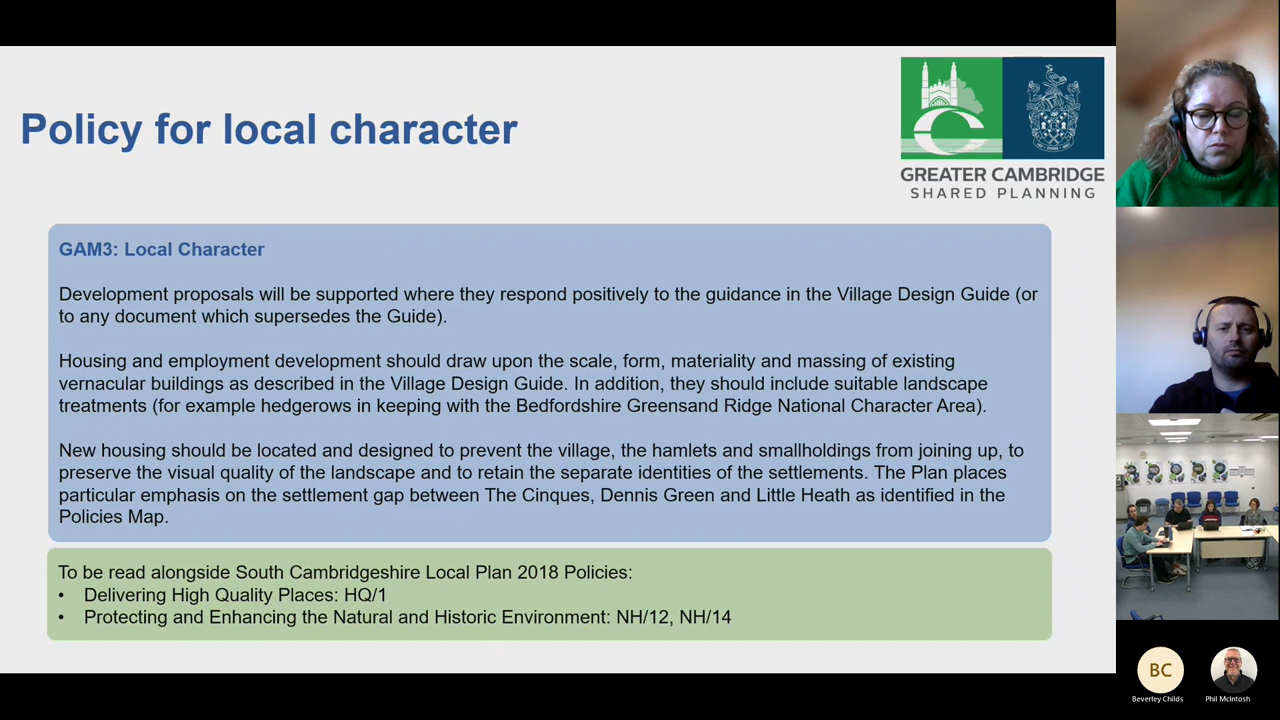 Policy for local character
GREATER CAMBRIDGE
SHARED PLANNING
GAM3: Local Character
Development proposals will be supported where they respond positively to the guidance in the Village Design Guide (or
to any document which supersedes the Guide).
Housing and employment development should draw upon the scale, form, materiality and massing of existing
vernacular buildings as described in the Village Design Guide. In addition, they should include suitable landscape
treatments (for example hedgerows in keeping with the Bedfordshire Greensand Ridge National Character Area).
New housing should be located and designed to prevent the village, the hamlets and smallholdings from joining up, to
preserve the visual quality of the landscape and to retain the separate identities of the settlements. The Plan places
particular emphasis on the settlement gap between The Cinques, Dennis Green and Little Heath as identified in the
Policies Map.
To be read alongside South Cambridgeshire Local Plan 2018 Policies:
• Delivering High Quality Places: HQ/1
• Protecting and Enhancing the Natural and Historic Environment: NH/12, NH/14
BC
Beverley Childs
Phil McIntosh